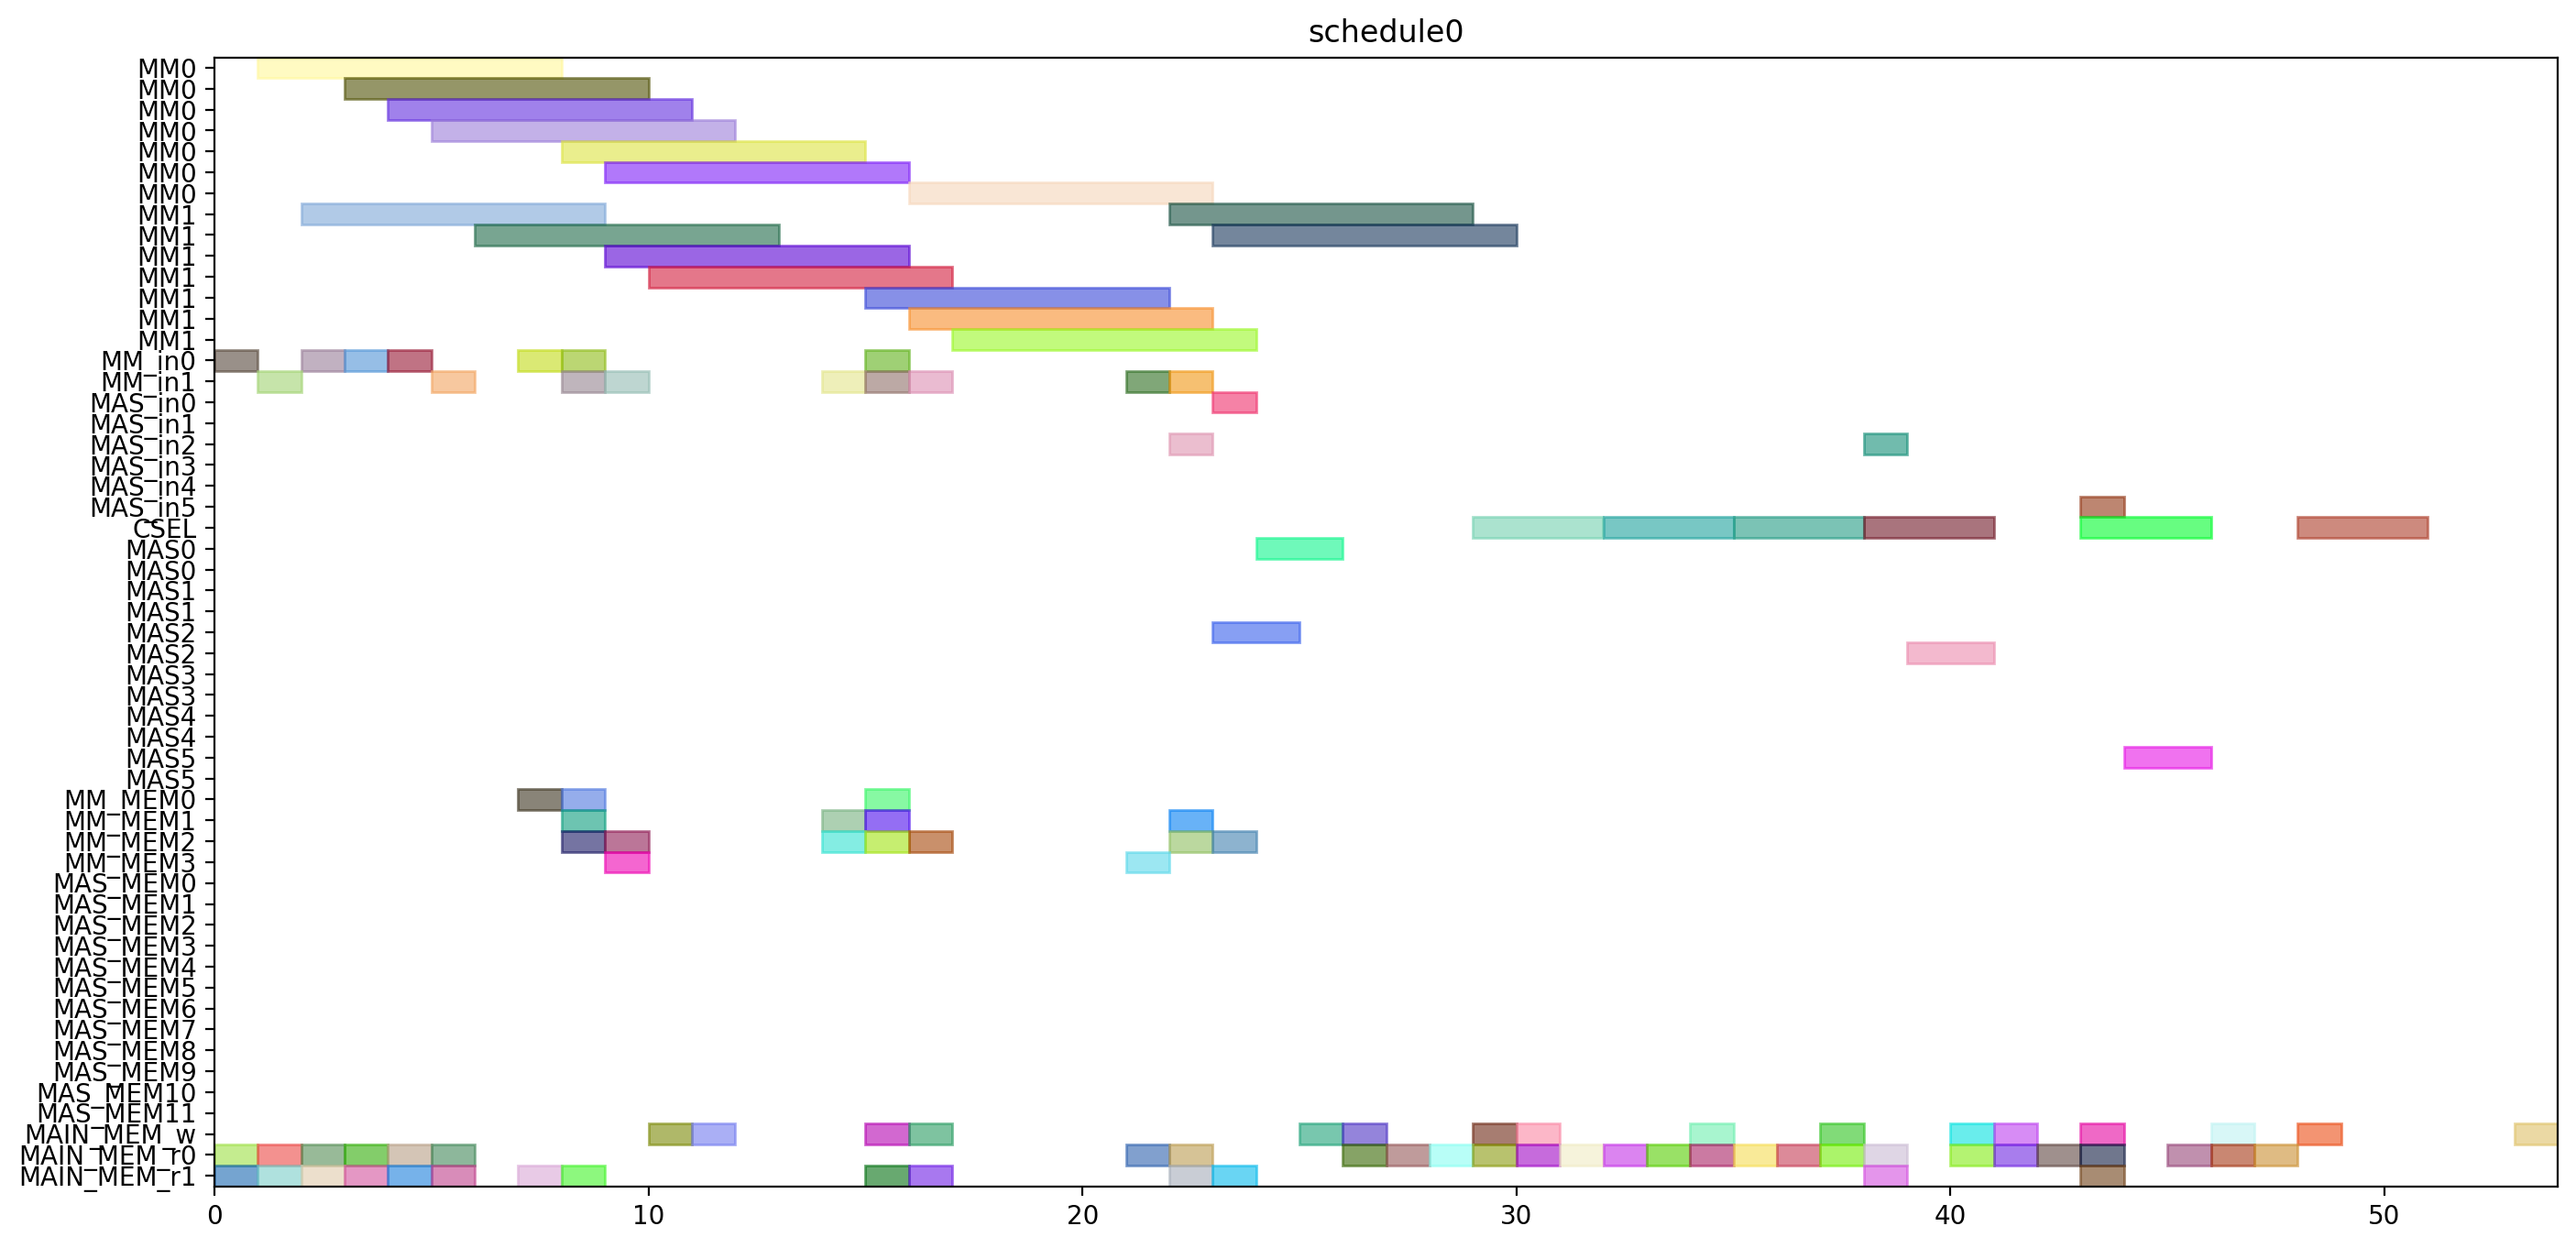 schedule0
MM0
MM0
MM0
MM0
MM0
MM0
MM0
MM1
MM1
MM1
MM1
MM1
MM1
MM1
MM_in0
MM_in1
MAS_in0
MAS_in1
MAS_in2
MAS_in3
MAS_in4
MAS_in5
CSEL
MAS0
MAS0
MAS1
MAS1
MAS2
MAS2
MAS3
MAS3
MAS4
MAS4
MAS5
MAS5
MM_MEM0
MM_MEM1
MM_MEM2
MM_MEM3
MAS_MEM0
MAS_MEM1
MAS_MEM2
MAS_MEM3
MAS_MEM4
MAS_MEM5
MAS_MEM6
MAS_MEM7
MAS_MEM8
MAS_MEM9
MAS_MEM10
MAS_MEM11
MAIN_MEM_w
MAIN_MEM_r0
MAIN_MEM_r1
0 10 20 30 40 50